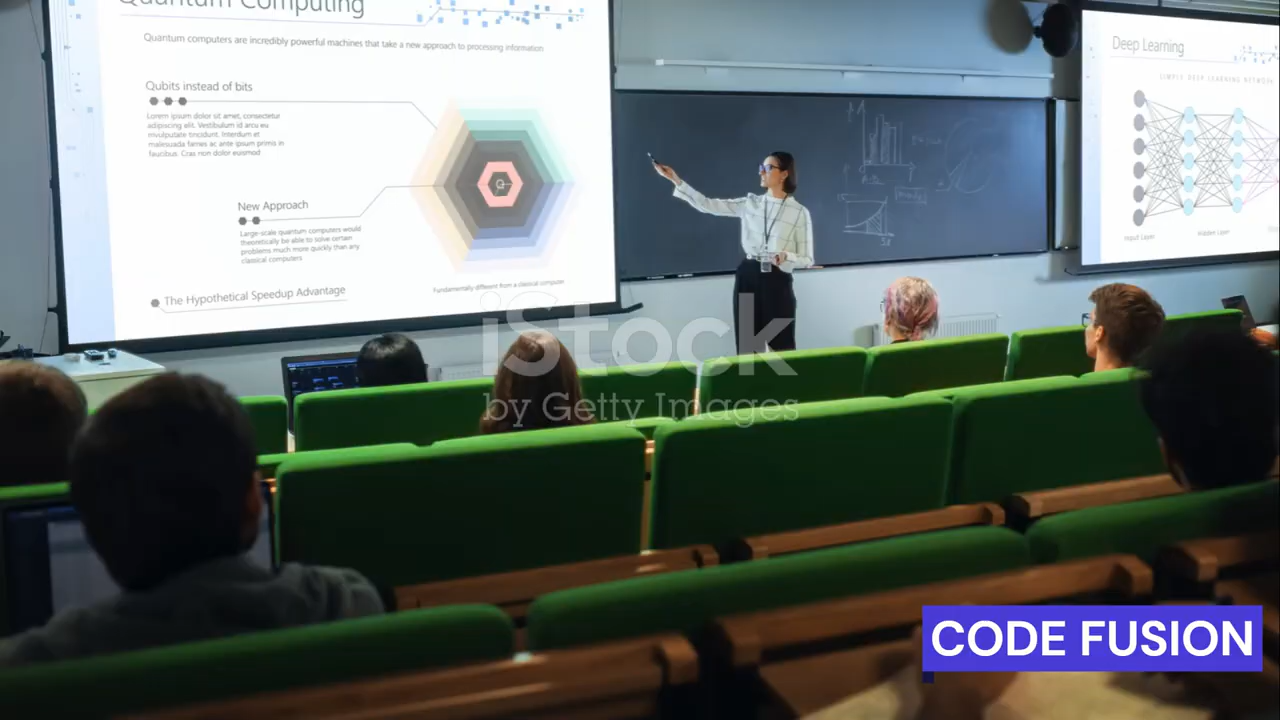 Quantum Computing
Quantum computers are incredibly powerful machines that take a new approach to processing information
Qubits instead of bits
Lorem ipsum dolor sit amet, consectetur
adipiscing elit. Vestibulum id arcu eu
mvulputate tincidunt. Interdum et
malesuada fames ac ante ipsum primis in
faucibus. Cras non dolor euismod
New Approach
Large-scale quantum computers would
theoretically be able to solve certain
problems much more quickly than any
classical computers
The Hypothetical Speedup Advantage
Fundamentally different from a classical computer
Deep Learning
SIMPLE DEEP LEARNING NETWORK
Input Layer
Hidden Layer
iStock
by Getty Images
CODE FUSION